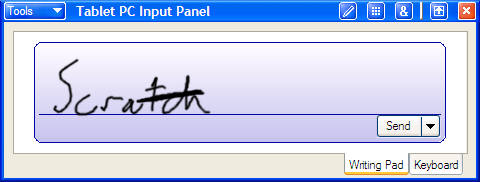 Tools Tablet PC Input Panel &
Scratch
Send
Writing Pad Keyboard